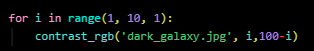 for i in range(1, 10, 1):
    contrast_rgb('dark_galaxy.jpg', i,100-i)